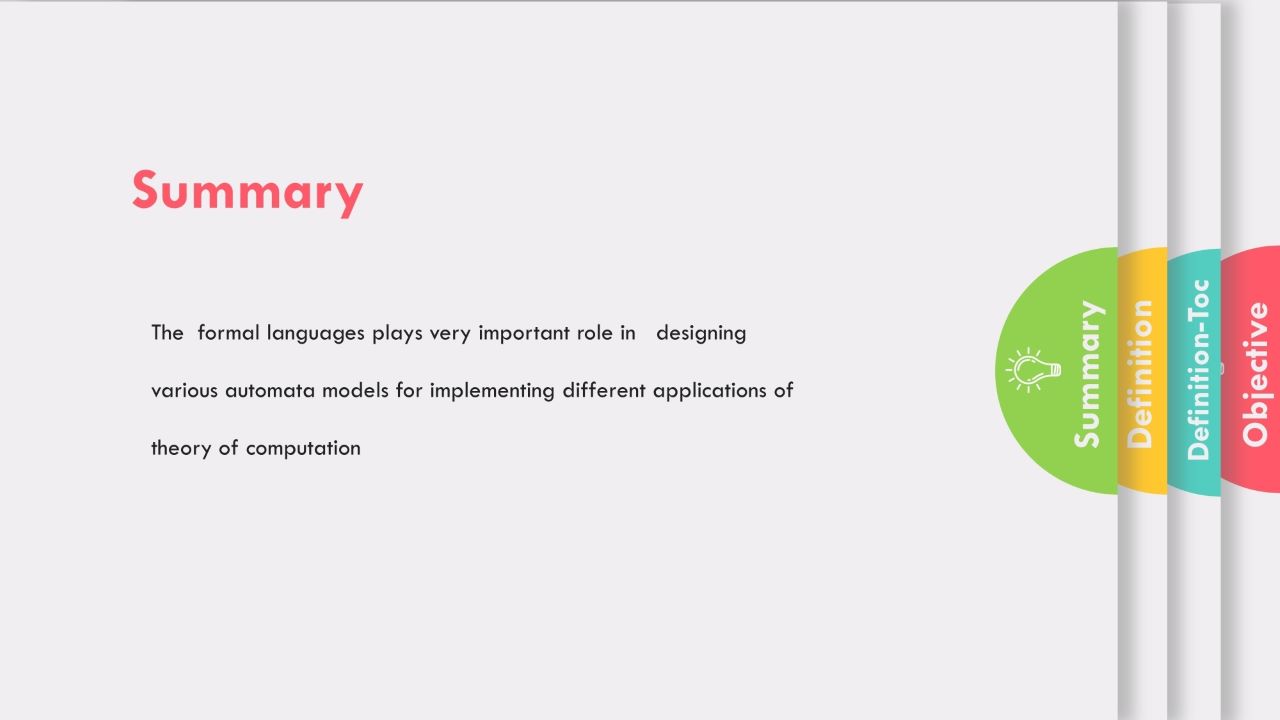 Summary
The formal languages plays very important role in designing
various automata models for implementing different applications of
theory of computation
Summary
Definition
Definition-Toc
Objective